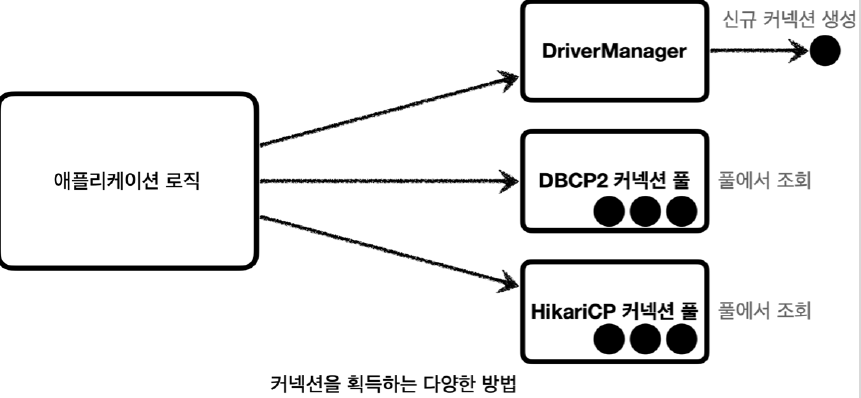 신규 커넥션 생성
DriverManager
애플리케이션 로직
DBCP2 커넥션 풀
풀에서 조회
HikariCP 커넥션 풀
풀에서 조회
커넥션을 획득하는 다양한 방법